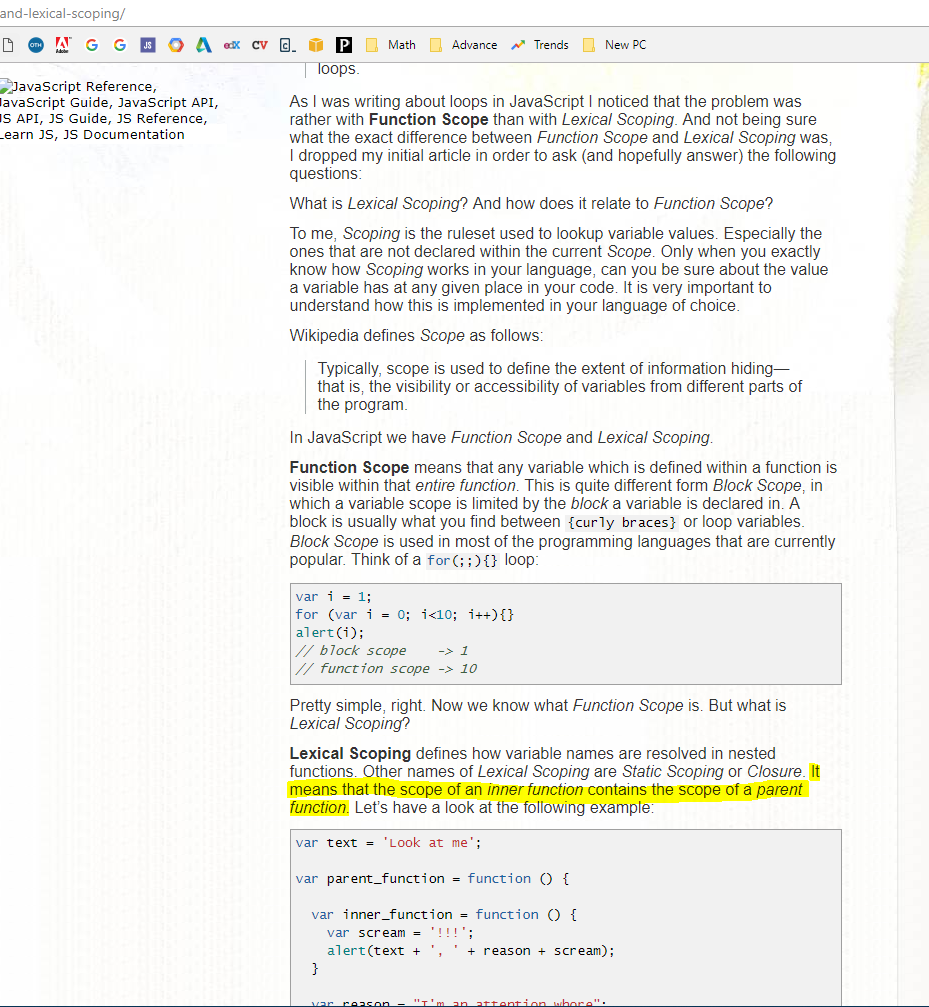 and-lexical-scoping/
OTH Adobe G G JS edX CV C_ P Math Advance Trends New PC
JavaScript Reference,
JavaScript Guide, JavaScript API,
JS API, JS Guide, JS Reference,
Learn JS, JS Documentation
loops.
As I was writing about loops in JavaScript I noticed that the problem was
rather with Function Scope than with Lexical Scoping. And not being sure
what the exact difference between Function Scope and Lexical Scoping was,
I dropped my initial article in order to ask (and hopefully answer) the following
questions:
What is Lexical Scoping? And how does it relate to Function Scope?
To me, Scoping is the ruleset used to lookup variable values. Especially the
ones that are not declared within the current Scope. Only when you exactly
know how Scoping works in your language, can you be sure about the value
a variable has at any given place in your code. It is very important to
understand how this is implemented in your language of choice.
Wikipedia defines Scope as follows:
Typically, scope is used to define the extent of information hiding—
that is, the visibility or accessibility of variables from different parts of
the program.
In JavaScript we have Function Scope and Lexical Scoping.
Function Scope means that any variable which is defined within a function is
visible within that entire function. This is quite different form Block Scope, in
which a variable scope is limited by the block a variable is declared in. A
block is usually what you find between {curly braces} or loop variables.
Block Scope is used in most of the programming languages that are currently
popular. Think of a for(;;){} loop:
var i = 1;
for (var i = 0; i<10; i++){}
alert(i);
// block scope    -> 1
// function scope -> 10
Pretty simple, right. Now we know what Function Scope is. But what is
Lexical Scoping?
Lexical Scoping defines how variable names are resolved in nested
functions. Other names of Lexical Scoping are Static Scoping or Closure. It
means that the scope of an inner function contains the scope of a parent
function. Let's have a look at the following example:
var text = 'Look at me';
var parent_function = function () {
var inner_function = function () {
var scream = '!!!';
alert(text + ', ' + reason + scream);
}
var reason = "I'm an attention whore";